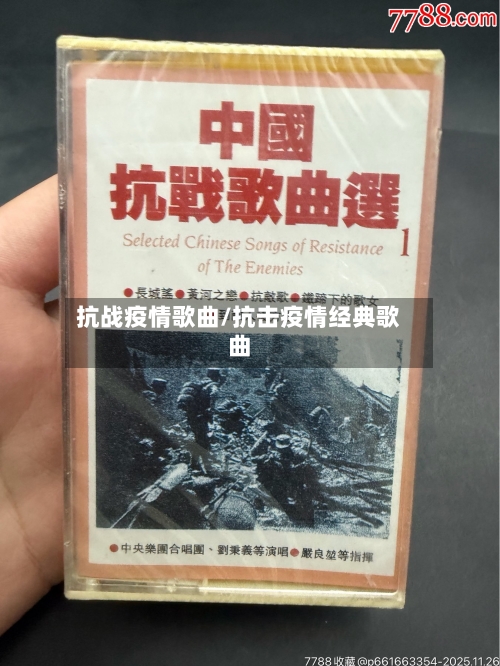 7788.com
中國
抗戰歌曲選
1
Selected Chinese Songs of Resistance
of The Enemies
●長城謠●黃河之戀●抗敵歌●鐵蹄下的歌女
抗战疫情歌曲/抗击疫情经典歌
曲
●中央樂團合唱團、劉秉義等演唱●嚴良堃等指揮
7788收藏@p661663354-2025.11.26